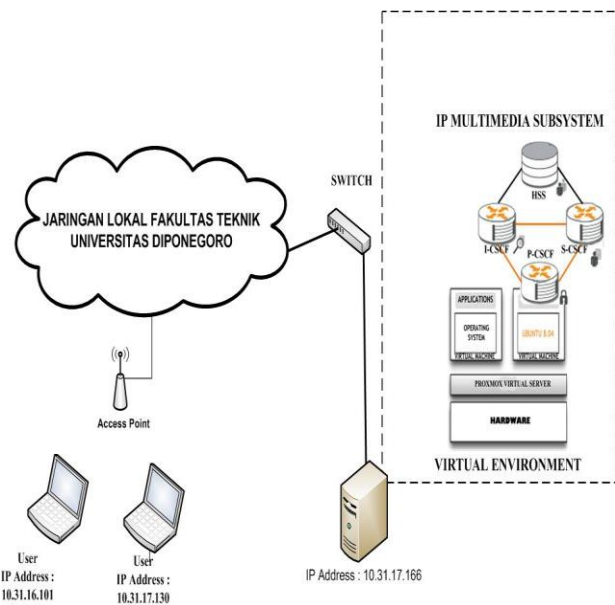 JARINGAN LOKAL FAKULTAS TEKNIK
UNIVERSITAS DIPONEGORO
Access Point
User
IP Address :
10.31.16.101
User
IP Address :
10.31.17.130
SWITCH
IP Address : 10.31.17.166
IP MULTIMEDIA SUBSYSTEM
HSS
I-CSCF
S-CSCF
P-CSCF
APPLICATIONS
OPERATING
SYSTEM
VIRTUAL MACHINE
UBUNTU 8.04
VIRTUAL MACHINE
PROXMOX VIRTUAL SERVER
HARDWARE
VIRTUAL ENVIRONMENT